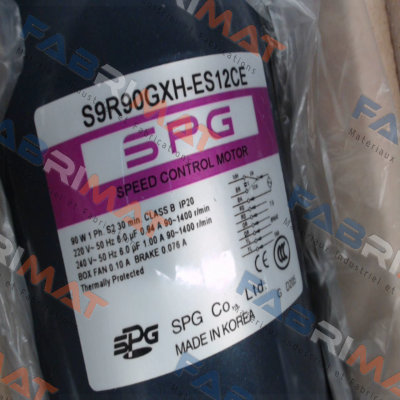 S9R90GXH-ES12CE
SPG
SPEED CONTROL MOTOR
90 W 1 Ph. S2 30 min. CLASS B IP20
220 V~ 50 Hz 6.0 µF 0.94 A 90~1400 r/min
240 V~ 50 Hz 6.0 µF 1.00 A 90~1400 r/min
BOX FAN 0.10 A BRAKE 0.076 A
Thermally Protected
SPG
SPG Co., Ltd.
MADE IN KOREA
FABRIMAT
FABRIMAT
FABRIMAT